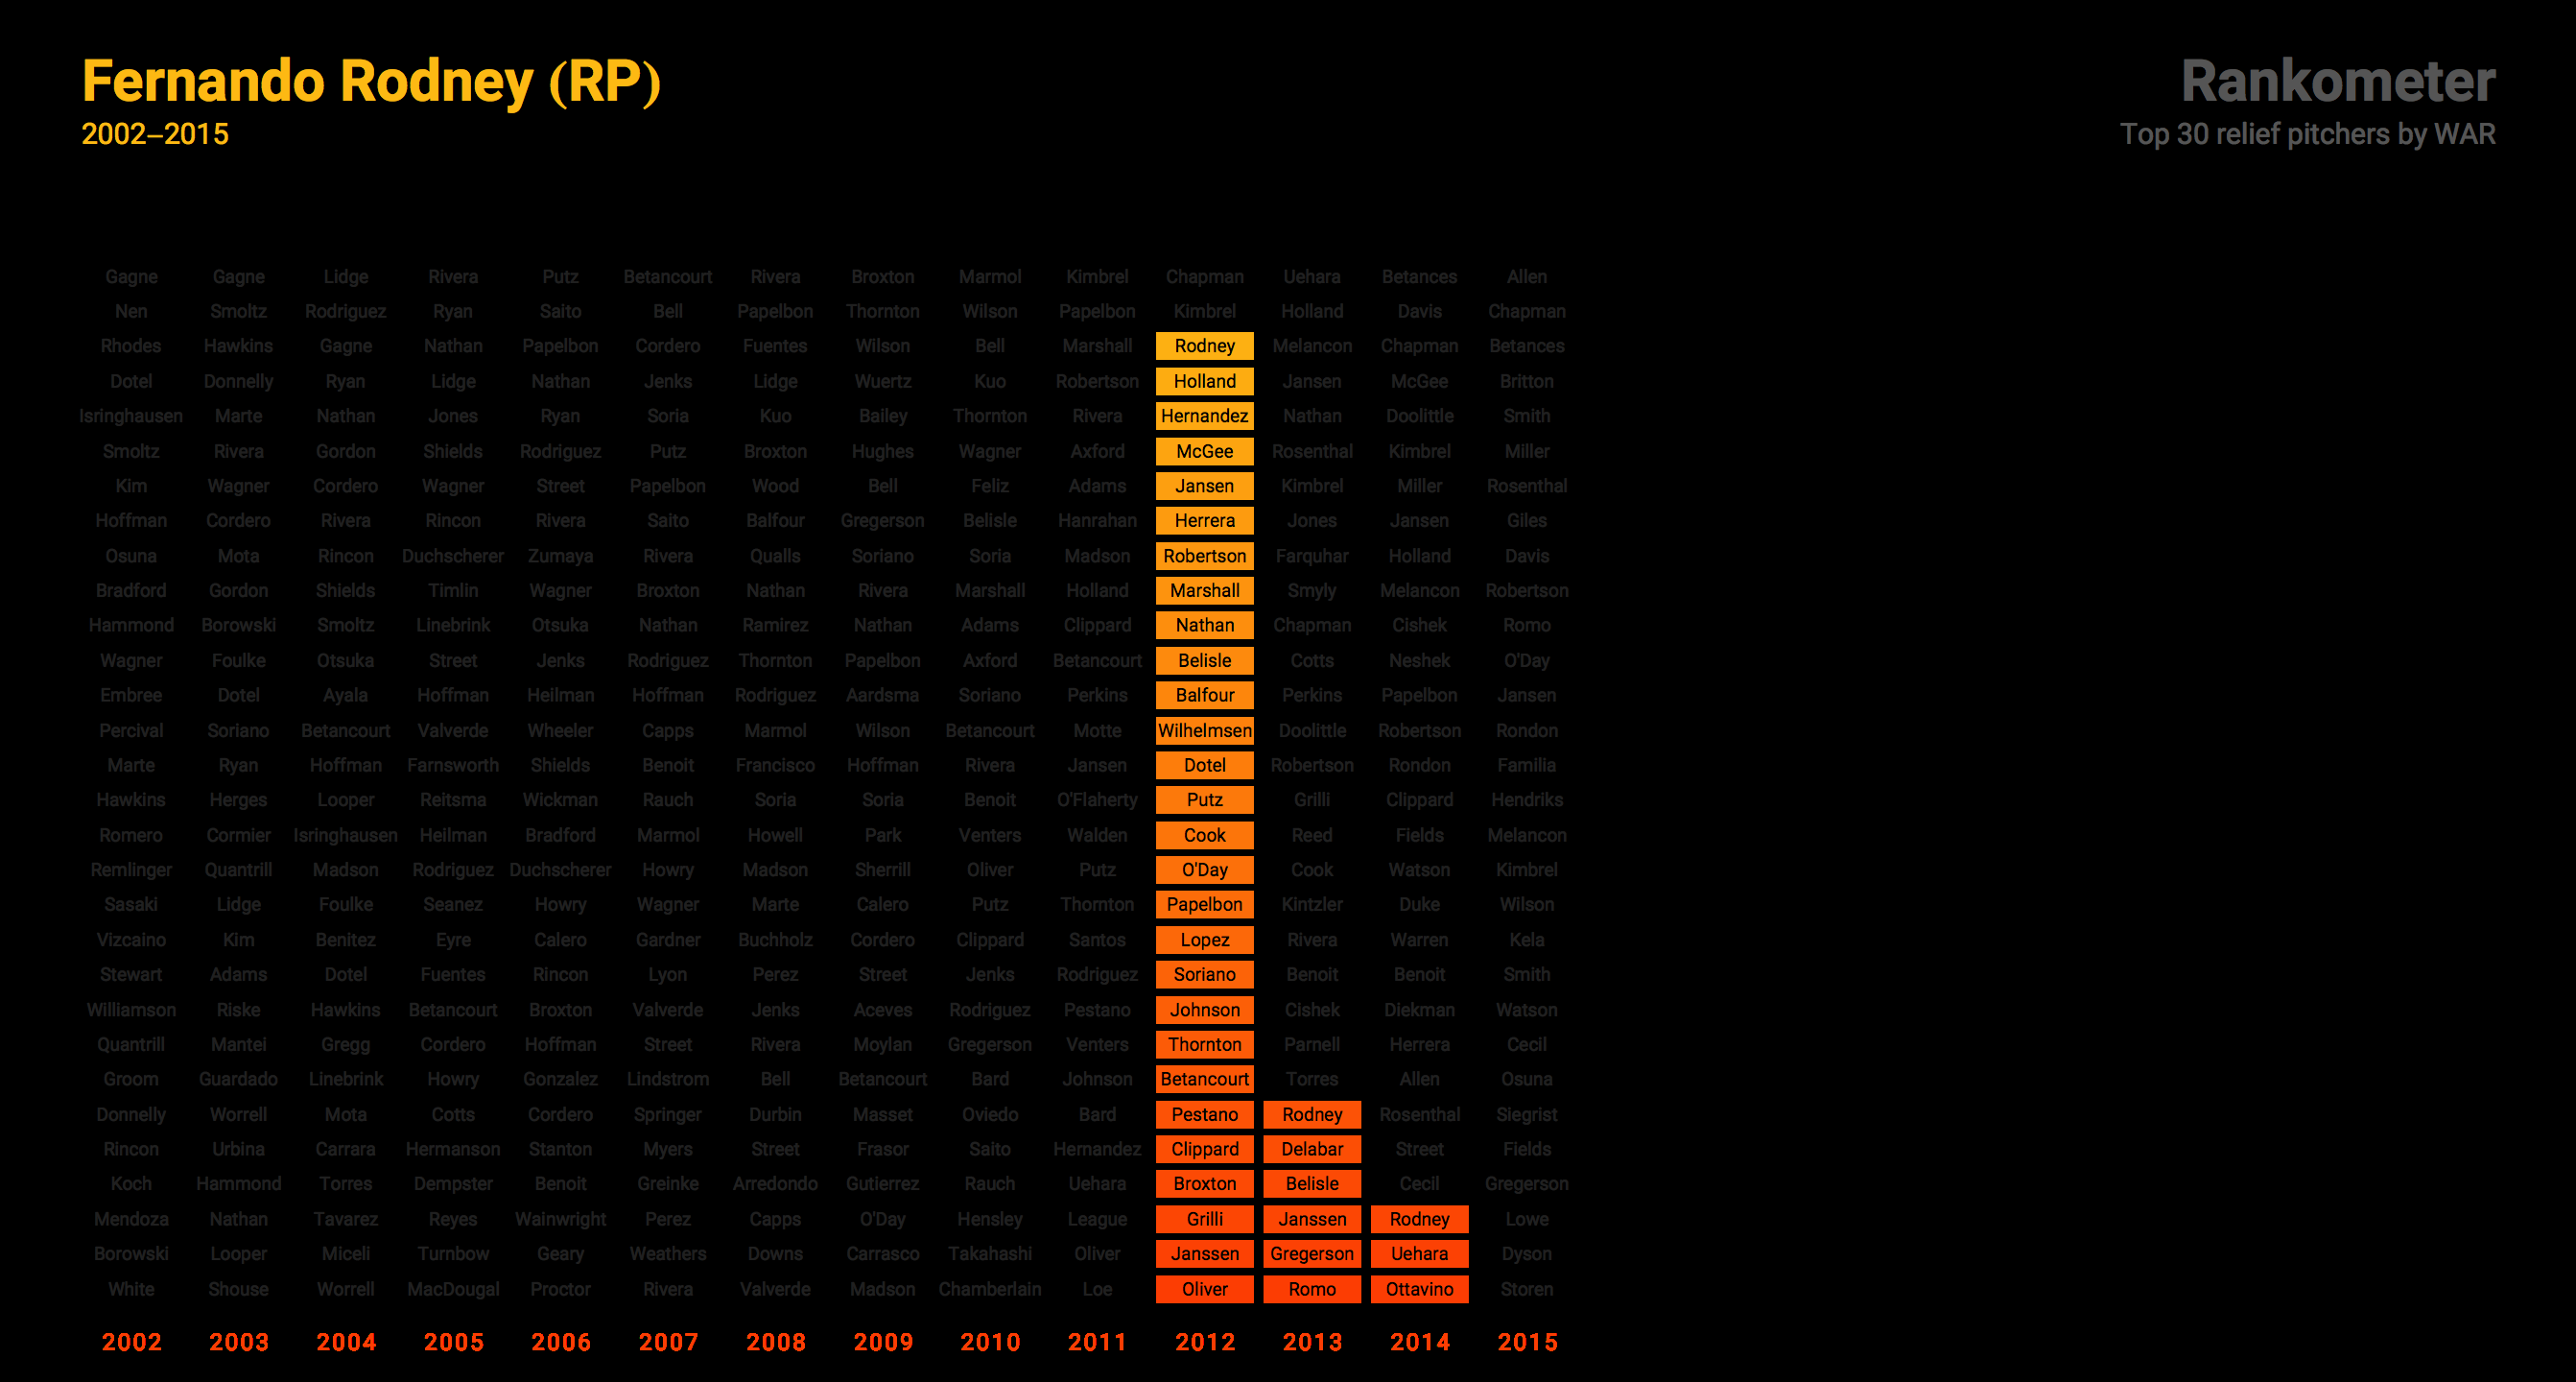 Fernando Rodney (RP)
2002–2015
Rankometer
Top 30 relief pitchers by WAR
Gagne Gagne Lidge Rivera Putz Betancourt Rivera Broxton Marmol Kimbrel Chapman Uehara Betances Allen
Nen Smoltz Rodriguez Ryan Saito Bell Papelbon Thornton Wilson Papelbon Kimbrel Holland Davis Chapman
Rhodes Hawkins Gagne Nathan Papelbon Cordero Fuentes Wilson Bell Marshall Rodney Melancon Chapman Betances
Dotel Donnelly Ryan Lidge Nathan Jenks Lidge Wuertz Kuo Robertson Holland Jansen McGee Britton
Isringhausen Marte Nathan Jones Ryan Soria Kuo Bailey Thornton Rivera Hernandez Nathan Doolittle Smith
Smoltz Rivera Gordon Shields Rodriguez Putz Broxton Hughes Wagner Axford McGee Rosenthal Kimbrel Miller
Kim Wagner Cordero Wagner Street Papelbon Wood Bell Feliz Adams Jansen Kimbrel Miller Rosenthal
Hoffman Cordero Rivera Rincon Rivera Saito Balfour Gregerson Belisle Hanrahan Herrera Jones Jansen Giles
Osuna Mota Rincon Duchscherer Zumaya Rivera Qualls Soriano Soria Madson Robertson Farquhar Holland Davis
Bradford Gordon Shields Timlin Wagner Broxton Nathan Rivera Marshall Holland Marshall Smyly Melancon Robertson
Hammond Borowski Smoltz Linebrink Otsuka Nathan Ramirez Nathan Adams Clippard Nathan Chapman Cishek Romo
Wagner Foulke Otsuka Street Jenks Rodriguez Thornton Papelbon Axford Betancourt Belisle Cotts Neshek O'Day
Embree Dotel Ayala Hoffman Heilman Hoffman Rodriguez Aardsma Soriano Perkins Balfour Perkins Papelbon Jansen
Percival Soriano Betancourt Valverde Wheeler Capps Marmol Wilson Betancourt Motte Wilhelmsen Doolittle Robertson Rondon
Marte Ryan Hoffman Farnsworth Shields Benoit Francisco Hoffman Rivera Jansen Dotel Robertson Rondon Familia
Hawkins Herges Looper Reitsma Wickman Rauch Soria Soria Benoit O'Flaherty Putz Grilli Clippard Hendriks
Romero Cormier Isringhausen Heilman Bradford Marmol Howell Park Venters Walden Cook Reed Fields Melancon
Remlinger Quantrill Madson Rodriguez Duchscherer Howry Madson Sherrill Oliver Putz O'Day Cook Watson Kimbrel
Sasaki Lidge Foulke Seanez Howry Wagner Marte Calero Putz Thornton Papelbon Kintzler Duke Wilson
Vizcaino Kim Benitez Eyre Calero Gardner Buchholz Cordero Clippard Santos Lopez Rivera Warren Kela
Stewart Adams Dotel Fuentes Rincon Lyon Perez Street Jenks Rodriguez Soriano Benoit Benoit Smith
Williamson Riske Hawkins Betancourt Broxton Valverde Jenks Aceves Rodriguez Pestano Johnson Cishek Diekman Watson
Quantrill Mantei Gregg Cordero Hoffman Street Rivera Moylan Gregerson Venters Thornton Parnell Herrera Cecil
Groom Guardado Linebrink Howry Gonzalez Lindstrom Bell Betancourt Bard Johnson Betancourt Torres Allen Osuna
Donnelly Worrell Mota Cotts Cordero Springer Durbin Masset Oviedo Bard Pestano Rodney Rosenthal Siegrist
Rincon Urbina Carrara Hermanson Stanton Myers Street Frasor Saito Hernandez Clippard Delabar Street Fields
Koch Hammond Torres Dempster Benoit Greinke Arredondo Gutierrez Rauch Uehara Broxton Belisle Cecil Gregerson
Mendoza Nathan Tavarez Reyes Wainwright Perez Capps O'Day Hensley League Grilli Janssen Rodney Lowe
Borowski Looper Miceli Turnbow Geary Weathers Downs Carrasco Takahashi Oliver Janssen Gregerson Uehara Dyson
White Shouse Worrell MacDougal Proctor Rivera Valverde Madson Chamberlain Loe Oliver Romo Ottavino Storen
2002 2003 2004 2005 2006 2007 2008 2009 2010 2011 2012 2013 2014 2015